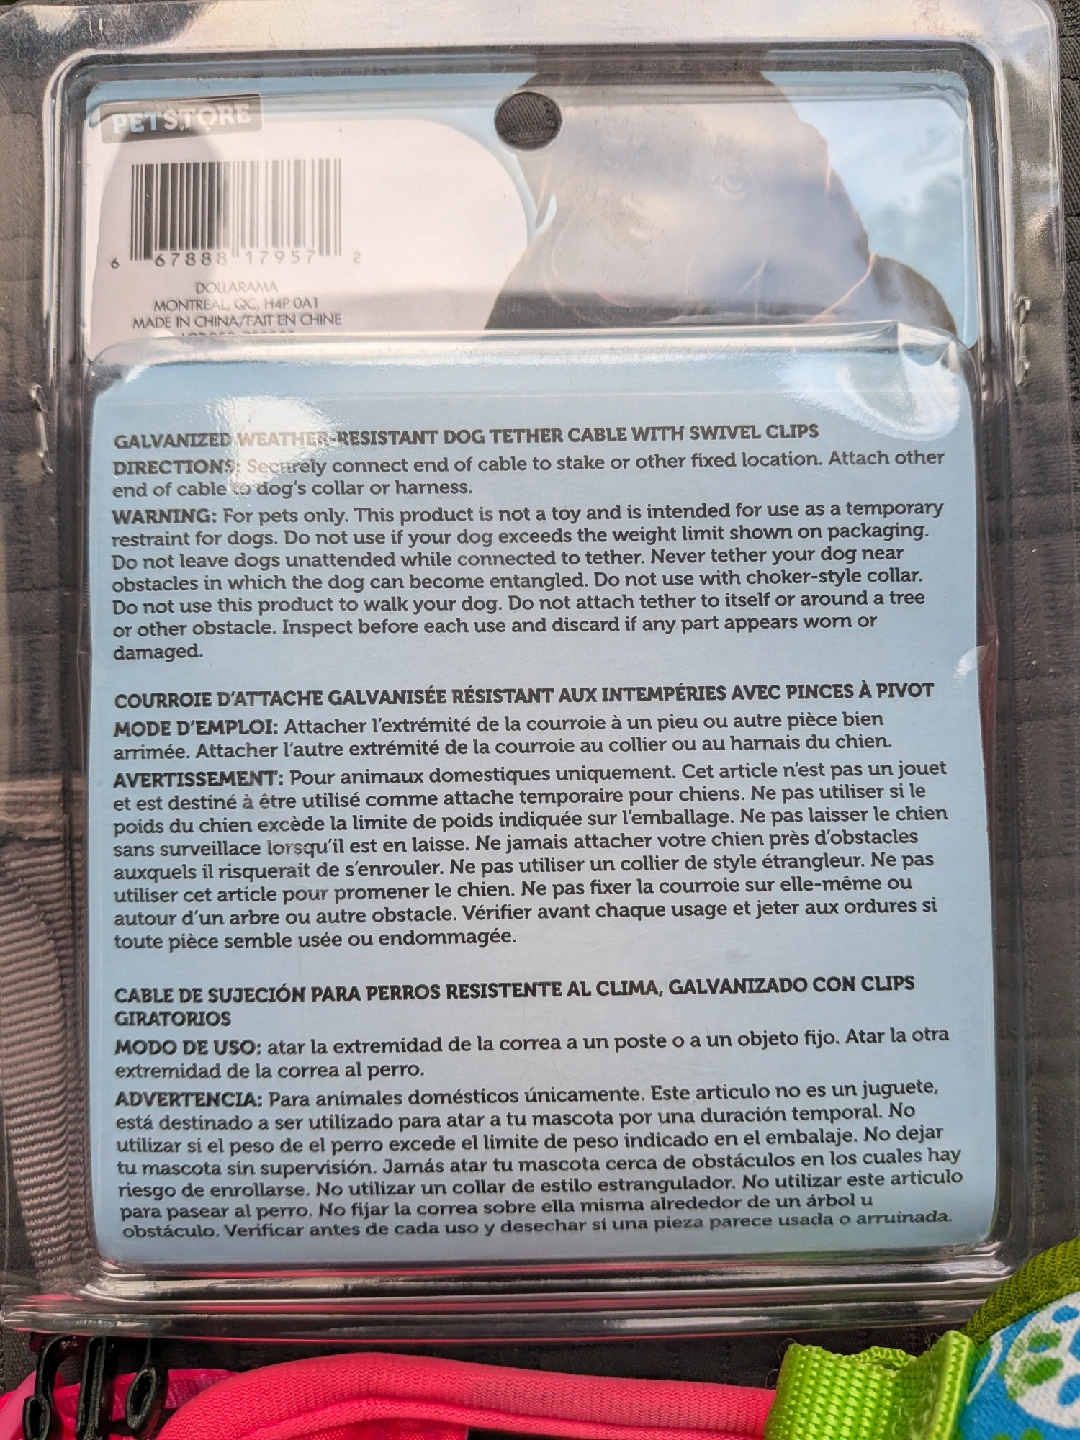 PETSTORE
6 67888 17957 2
DOLLARAMA
MONTREAL, QC, H4P 0A1
MADE IN CHINA/FAIT EN CHINE
GALVANIZED WEATHER-RESISTANT DOG TETHER CABLE WITH SWIVEL CLIPS
DIRECTIONS: Securely connect end of cable to stake or other fixed location. Attach other
end of cable to dog's collar or harness.
WARNING: For pets only. This product is not a toy and is intended for use as a temporary
restraint for dogs. Do not use if your dog exceeds the weight limit shown on packaging.
Do not leave dogs unattended while connected to tether. Never tether your dog near
obstacles in which the dog can become entangled. Do not use with choker-style collar.
Do not use this product to walk your dog. Do not attach tether to itself or around a tree
or other obstacle. Inspect before each use and discard if any part appears worn or
damaged.
COURROIE D'ATTACHE GALVANISÉE RÉSISTANT AUX INTEMPÉRIES AVEC PINCES À PIVOT
MODE D'EMPLOI: Attacher l'extrémité de la courroie à un pieu ou autre pièce bien
arrimée. Attacher l'autre extrémité de la courroie au collier ou au harnais du chien.
AVERTISSEMENT: Pour animaux domestiques uniquement. Cet article n'est pas un jouet
et est destiné à être utilisé comme attache temporaire pour chiens. Ne pas utiliser si le
poids du chien excède la limite de poids indiquée sur l'emballage. Ne pas laisser le chien
sans surveillace lorsqu'il est en laisse. Ne jamais attacher votre chien près d'obstacles
auxquels il risquerait de s'enrouler. Ne pas utiliser un collier de style étrangleur. Ne pas
utiliser cet article pour promener le chien. Ne pas fixer la courroie sur elle-même ou
autour d'un arbre ou autre obstacle. Vérifier avant chaque usage et jeter aux ordures si
toute pièce semble usée ou endommagée.
CABLE DE SUJECIÓN PARA PERROS RESISTENTE AL CLIMA, GALVANIZADO CON CLIPS
GIRATORIOS
MODO DE USO: atar la extremidad de la correa a un poste o a un objeto fijo. Atar la otra
extremidad de la correa al perro.
ADVERTENCIA: Para animales domésticos únicamente. Este articulo no es un juguete,
está destinado a ser utilizado para atar a tu mascota por una duración temporal. No
utilizar si el peso de el perro excede el limite de peso indicado en el embalaje. No dejar
tu mascota sin supervisión. Jamás atar tu mascota cerca de obstáculos en los cuales hay
riesgo de enrollarse. No utilizar un collar de estilo estrangulador. No utilizar este articulo
para pasear al perro. No fijar la correa sobre ella misma alrededor de un árbol u
obstáculo. Verificar antes de cada uso y desechar si una pieza parece usada o arruinada.